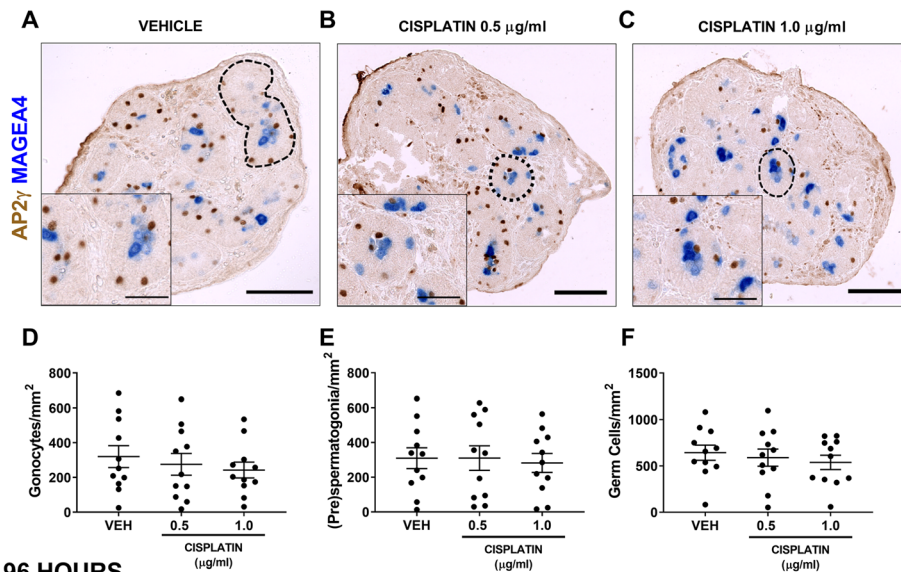 A VEHICLE
B CISPLATIN 0.5 µg/ml
C CISPLATIN 1.0 µg/ml
AP2γ MAGEA4
D
Gonocytes/mm²
800
600
400
200
0
VEH 0.5 1.0
CISPLATIN
(µg/ml)
E
(Pre)spermatogonia/mm²
800
600
400
200
0
VEH 0.5 1.0
CISPLATIN
(µg/ml)
F
Germ Cells/mm²
1500
1000
500
0
VEH 0.5 1.0
CISPLATIN
(µg/ml)
96 HOURS